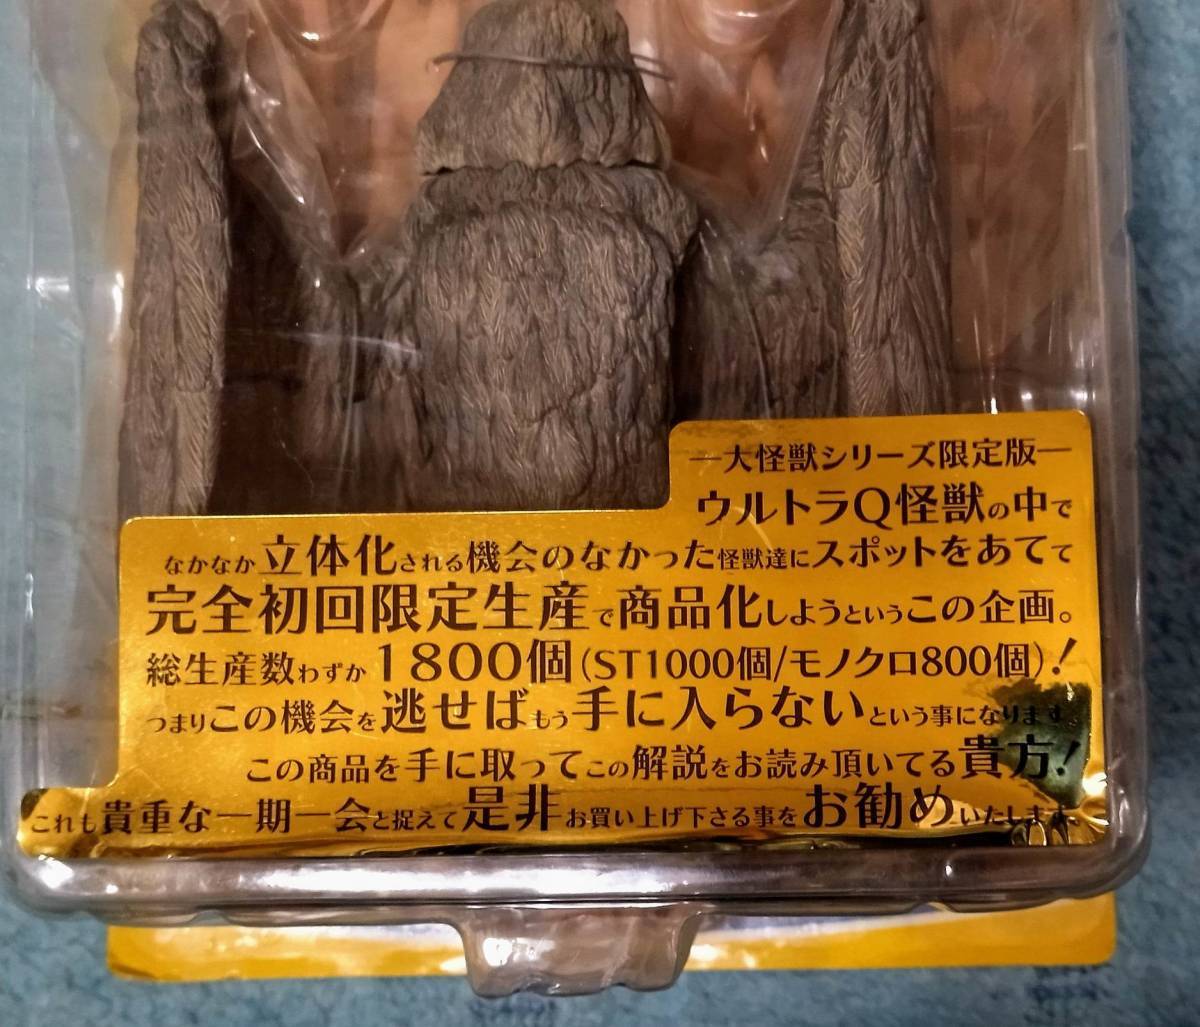 ―大怪獣シリーズ限定版―
ウルトラQ怪獣の中で
なかなか立体化される機会のなかった怪獣達にスポットをあてて
完全初回限定生産で商品化しようというこの企画。
総生産数わずか1800個(ST1000個/モノクロ800個)!
つまりこの機会を逃せばもう手に入らないという事になります。
この商品を手に取ってこの解説をお読み頂いてる貴方!
これも貴重な一期一会と捉えて是非お買い上げ下さる事をお勧めいたします。